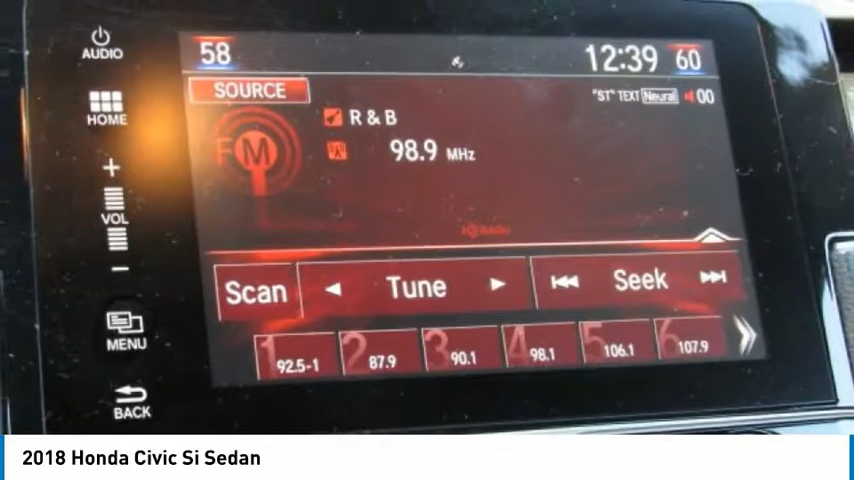 AUDIO
58
12:39 60
SOURCE
"ST" TEXT Neural 00
HOME
R & B
FM
98.9 MHz
VOL
HD Radio
Scan
Tune
Seek
MENU
1 92.5-1
2 87.9
3 90.1
4 98.1
5 106.1
6 107.9
BACK
2018 Honda Civic Si Sedan